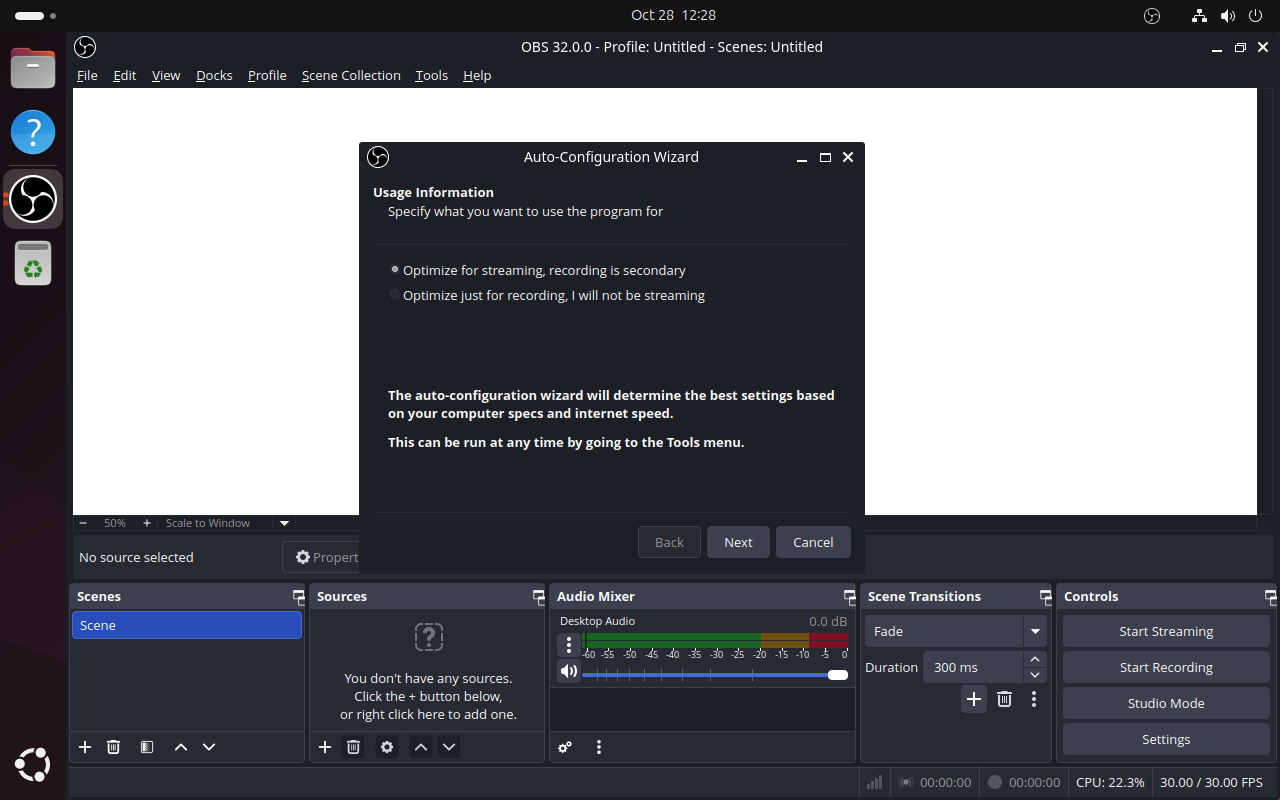 Oct 28 12:28
OBS 32.0.0 - Profile: Untitled - Scenes: Untitled
File Edit View Docks Profile Scene Collection Tools Help
Auto-Configuration Wizard
Usage Information
Specify what you want to use the program for
Optimize for streaming, recording is secondary
Optimize just for recording, I will not be streaming
The auto-configuration wizard will determine the best settings based
on your computer specs and internet speed.
This can be run at any time by going to the Tools menu.
Back Next Cancel
50% Scale to Window
No source selected
Propert
Scenes
Scene
Sources
You don't have any sources.
Click the + button below,
or right click here to add one.
Audio Mixer
Desktop Audio 0.0 dB
-60 -55 -50 -45 -40 -35 -30 -25 -20 -15 -10 -5 0
Scene Transitions
Fade
Duration 300 ms
Controls
Start Streaming
Start Recording
Studio Mode
Settings
00:00:00 00:00:00 CPU: 22.3% 30.00 / 30.00 FPS